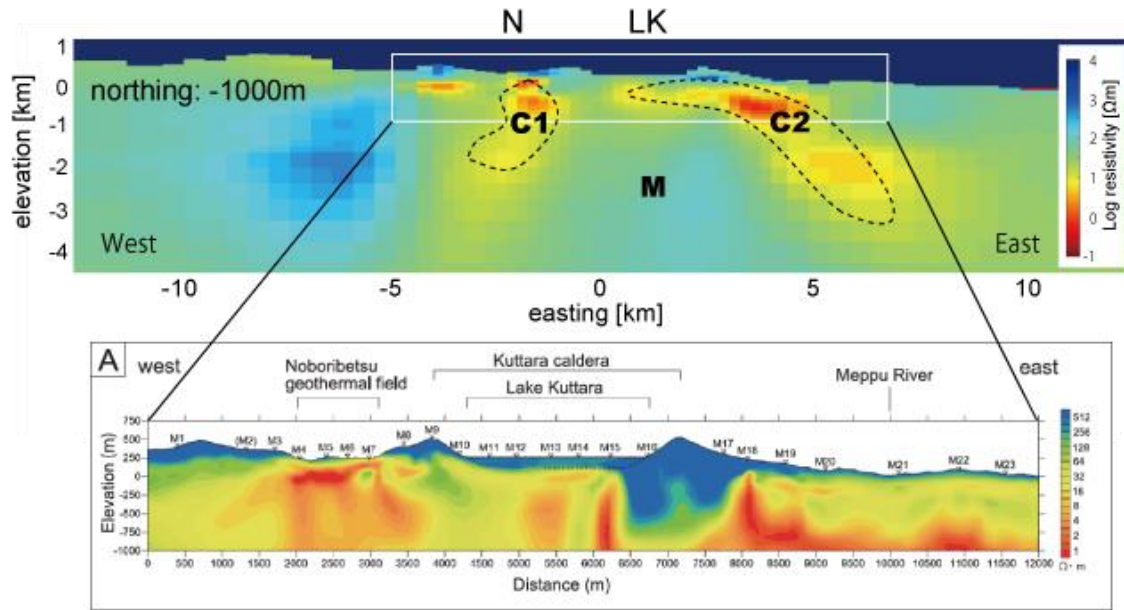 N LK
1
0
-1
-2
-3
-4
elevation [km]
northing: -1000m
C1
C2
M
West
East
4
3
2
1
0
-1
Log resistivity [Ωm]
-10 -5 0 5 10
easting [km]
A
west
east
Noboribetsu
geothermal field
Kuttara caldera
Lake Kuttara
Meppu River
750
500
250
0
-250
-500
-750
-1000
Elevation (m)
M1 (M2) M3 M4 M5 M6 M7 M8 M9 M10 M11 M12 M13 M14 M15 M16 M17 M18 M19 M20 M21 M22 M23
512
256
128
64
32
16
8
4
2
1
Ω・m
0 500 1000 1500 2000 2500 3000 3500 4000 4500 5000 5500 6000 6500 7000 7500 8000 8500 9000 9500 10000 10500 11000 11500 12000
Distance (m)